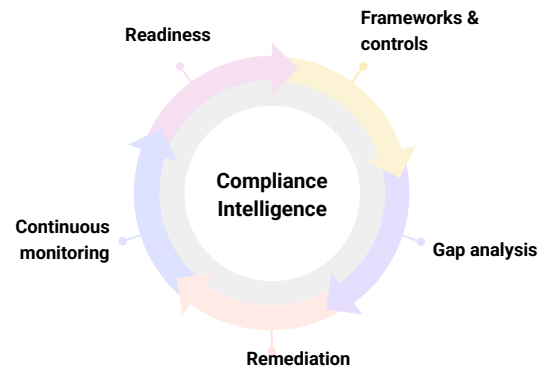 Readiness
Frameworks &
controls
Compliance
Intelligence
Continuous
monitoring
Gap analysis
Remediation